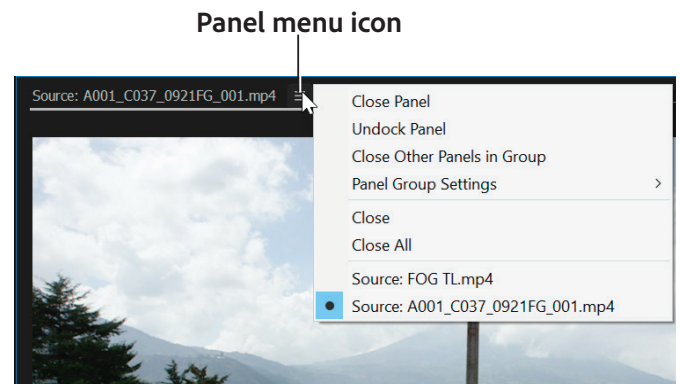 Panel menu icon
Source: A001_C037_0921FG_001.mp4
Close Panel
Undock Panel
Close Other Panels in Group
Panel Group Settings
Close
Close All
Source: FOG TL.mp4
Source: A001_C037_0921FG_001.mp4